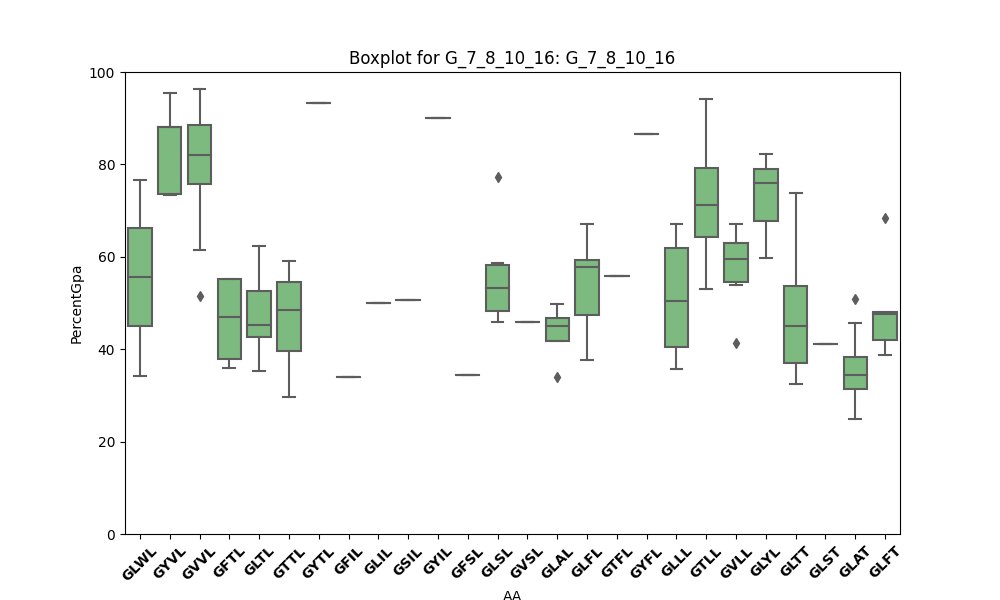 Boxplot for G_7_8_10_16: G_7_8_10_16
100
80
60
40
20
0
PercentGpa
GLWL GYVL GVVL GFTL GLTL GTTL GYTL GFIL GLIL GSIL GYIL GFSL GLSL GVSL GLAL GLFL GTFL GYFL GLLL GTLL GVLL GLYL GLTT GLST GLAT GLFT
AA